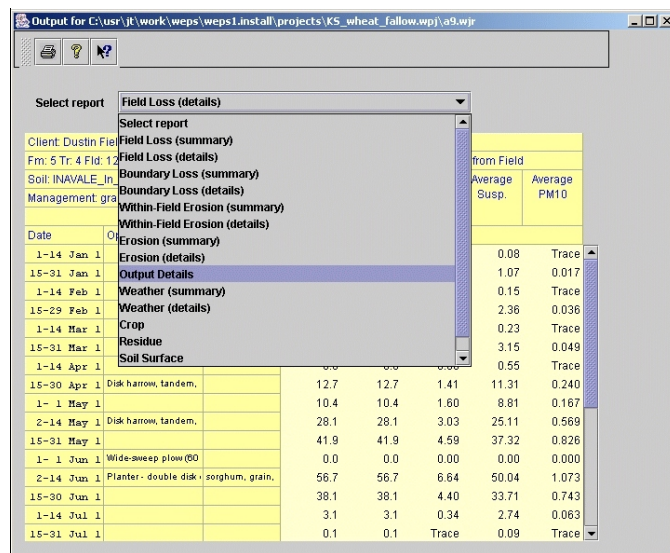 Output for C:\usr\jt\work\weps\weps1.install\projects\KS_wheat_fallow.wpj\a9.wjr
Select report Field Loss (details)
Select report
Field Loss (summary)
Field Loss (details)
Boundary Loss (summary)
Boundary Loss (details)
Within-Field Erosion (summary)
Within-Field Erosion (details)
Erosion (summary)
Erosion (details)
Output Details
Weather (summary)
Weather (details)
Crop
Residue
Soil Surface
Client: Dustin Fiel
Fm: 5 Tr: 4 Fld: 12 from Field
Soil: INAVALE_In Average Average
Management: gra Susp. PM10
Date Op
1-14 Jan 1 0.08 Trace
15-31 Jan 1 1.07 0.017
1-14 Feb 1 0.15 Trace
15-29 Feb 1 2.36 0.036
1-14 Mar 1 0.23 Trace
15-31 Mar 1 3.15 0.049
1-14 Apr 1 0.55 Trace
15-30 Apr 1 Disk harrow, tandem, 12.7 12.7 1.41 11.31 0.240
1- 1 May 1 10.4 10.4 1.60 8.81 0.167
2-14 May 1 Disk harrow, tandem, 28.1 28.1 3.03 25.11 0.569
15-31 May 1 41.9 41.9 4.59 37.32 0.826
1- 1 Jun 1 Wide-sweep plow (60 0.0 0.0 0.00 0.00 0.000
2-14 Jun 1 Planter - double disk sorghum, grain, 56.7 56.7 6.64 50.04 1.073
15-30 Jun 1 38.1 38.1 4.40 33.71 0.743
1-14 Jul 1 3.1 3.1 0.34 2.74 0.063
15-31 Jul 1 0.1 0.1 Trace 0.09 Trace